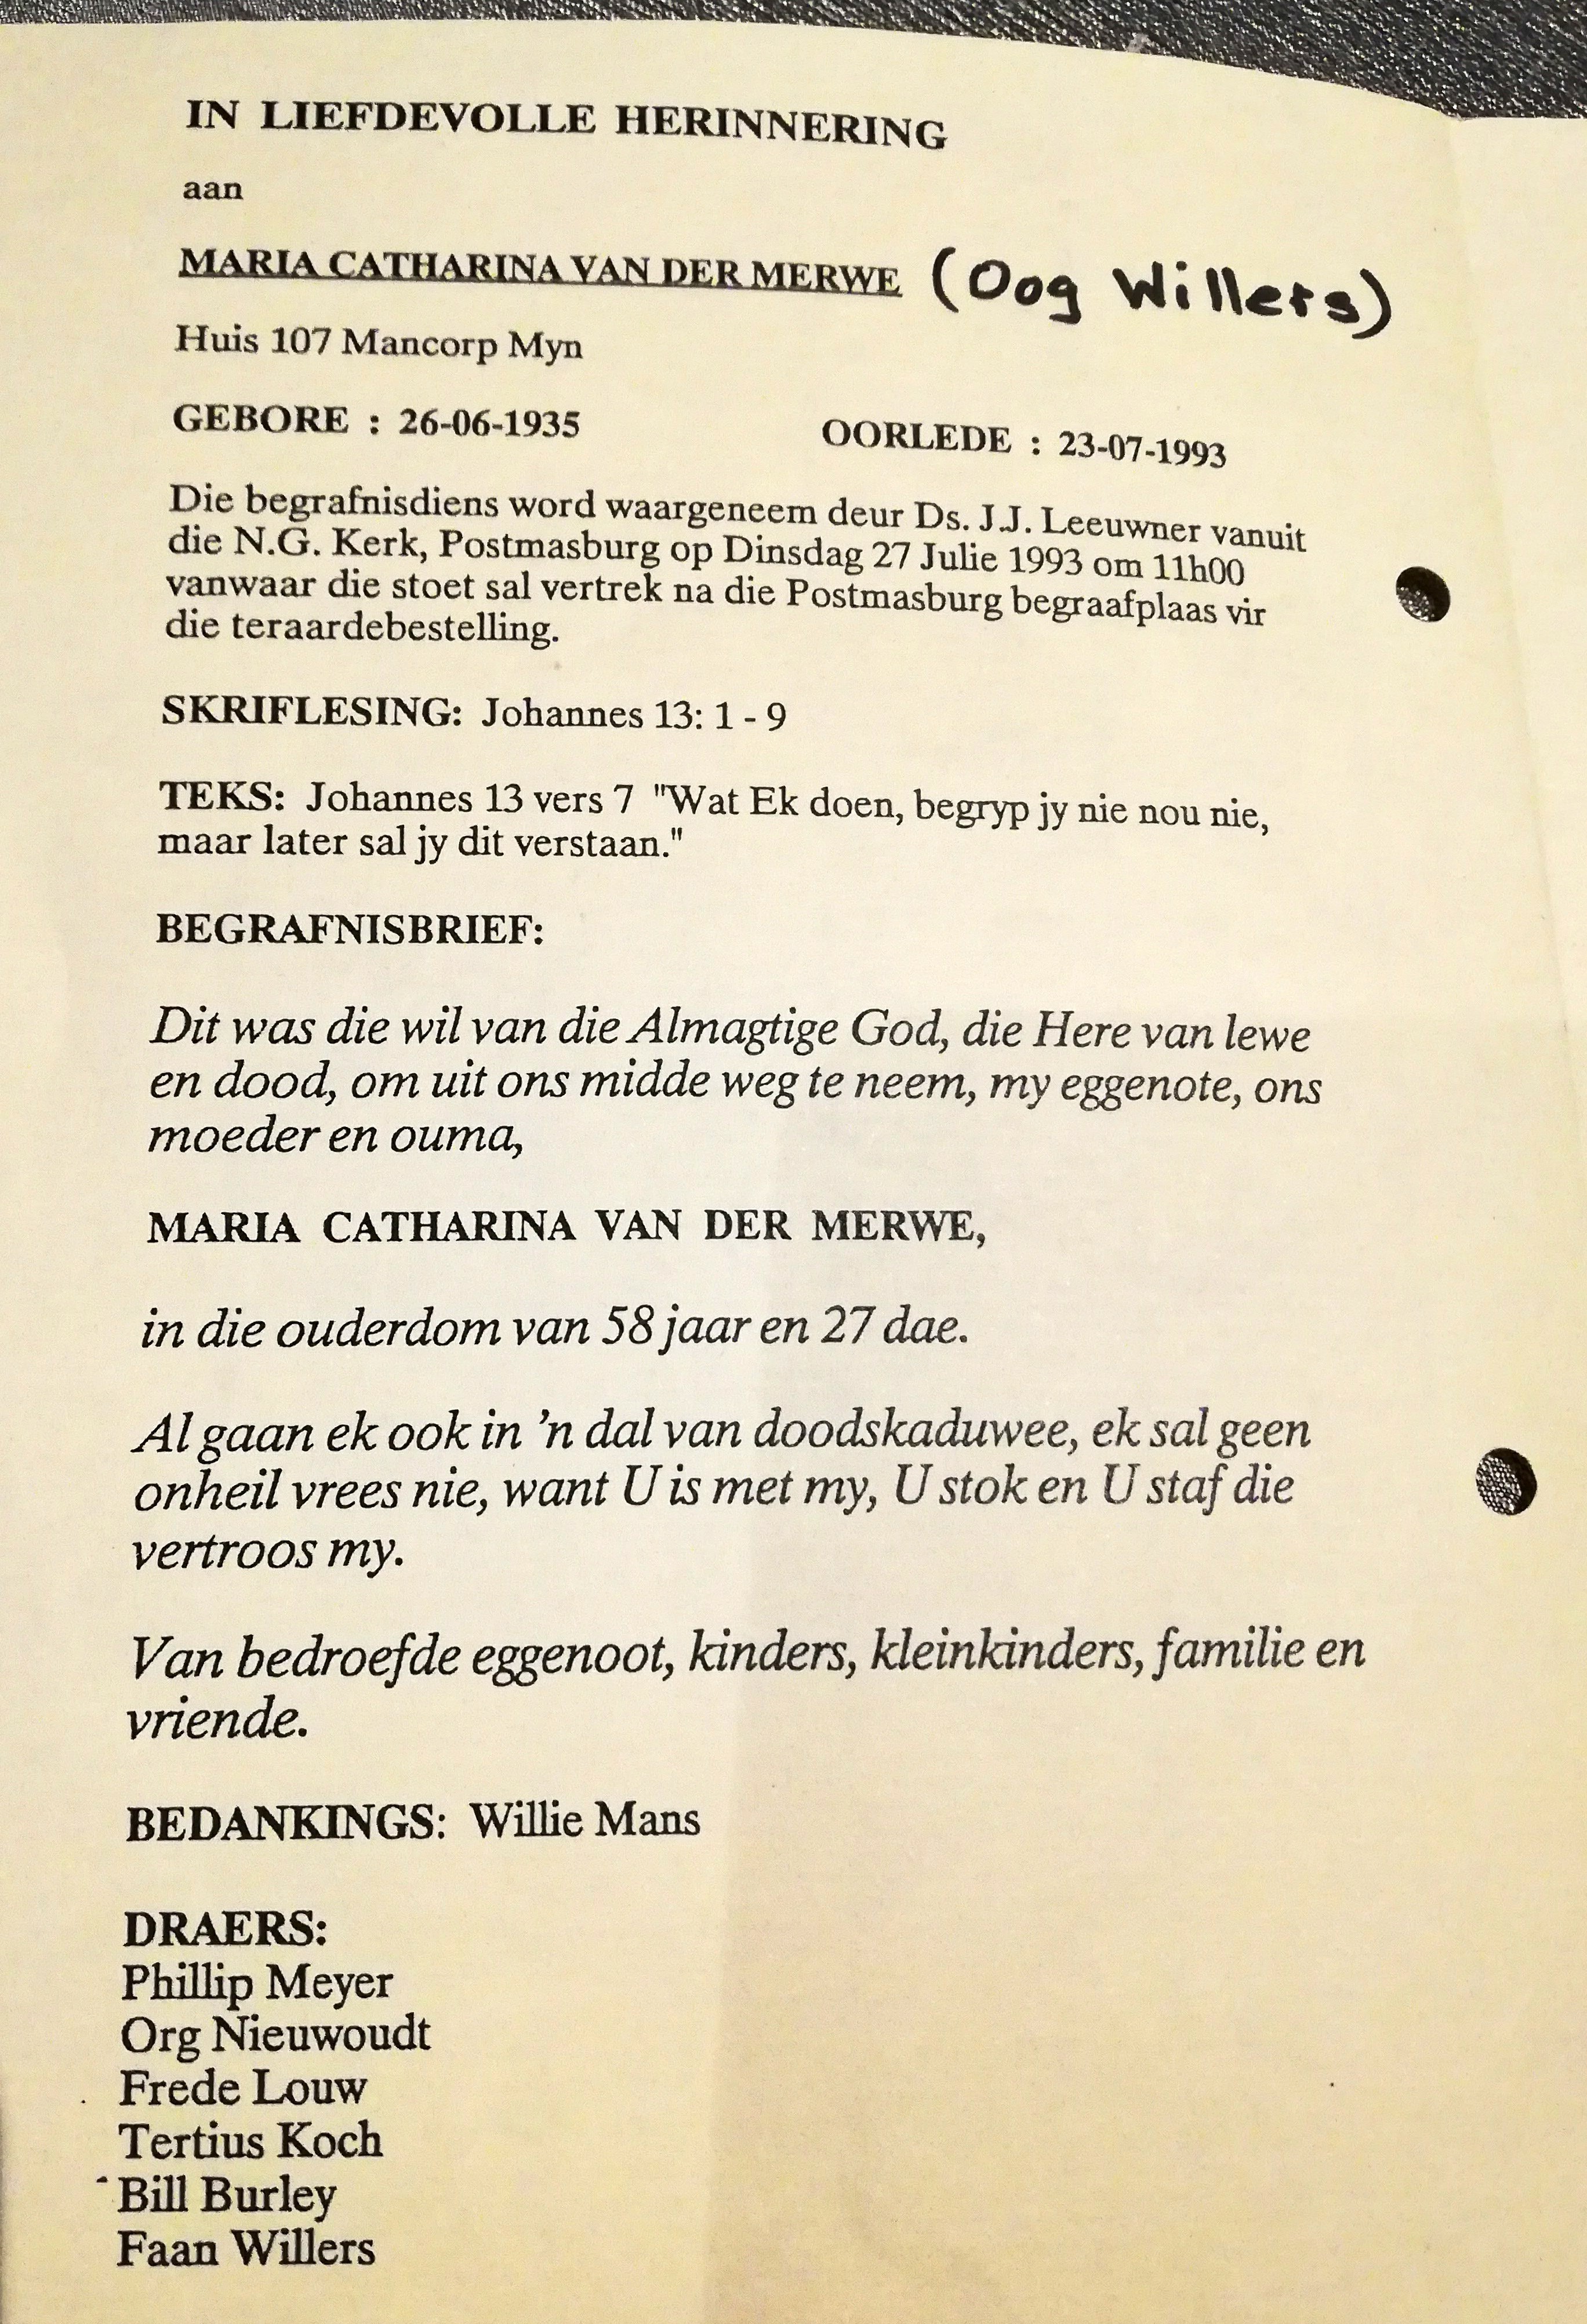 IN LIEFDEVOLLE HERINNERING
aan
MARIA CATHARINA VAN DER MERWE (Oog Willers)
Huis 107 Mancorp Myn
GEBORE : 26-06-1935 OORLEDE : 23-07-1993
Die begrafnisdiens word waargeneem deur Ds. J.J. Leeuwner vanuit
die N.G. Kerk, Postmasburg op Dinsdag 27 Julie 1993 om 11h00
vanwaar die stoet sal vertrek na die Postmasburg begraafplaas vir
die teraardebestelling.
SKRIFLESING: Johannes 13: 1 - 9
TEKS: Johannes 13 vers 7 "Wat Ek doen, begryp jy nie nou nie,
maar later sal jy dit verstaan."
BEGRAFNISBRIEF:
Dit was die wil van die Almagtige God, die Here van lewe
en dood, om uit ons midde weg te neem, my eggenote, ons
moeder en ouma,
MARIA CATHARINA VAN DER MERWE,
in die ouderdom van 58 jaar en 27 dae.
Al gaan ek ook in 'n dal van doodskaduwee, ek sal geen
onheil vrees nie, want U is met my, U stok en U staf die
vertroos my.
Van bedroefde eggenoot, kinders, kleinkinders, familie en
vriende.
BEDANKINGS: Willie Mans
DRAERS:
Phillip Meyer
Org Nieuwoudt
Frede Louw
Tertius Koch
Bill Burley
Faan Willers